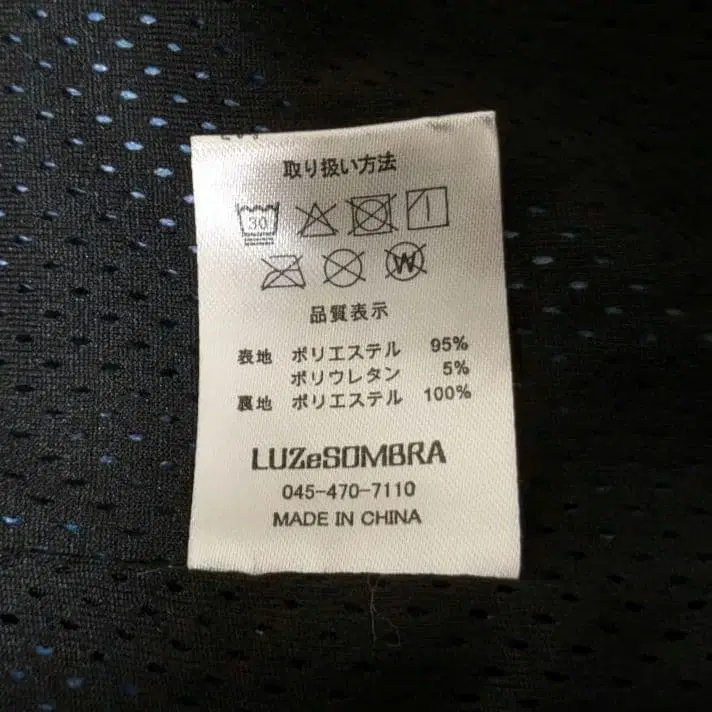 取り扱い方法
30
W
品質表示
表地 ポリエステル 95%
ポリウレタン 5%
裏地 ポリエステル 100%
LUZeSOMBRA
045-470-7110
MADE IN CHINA